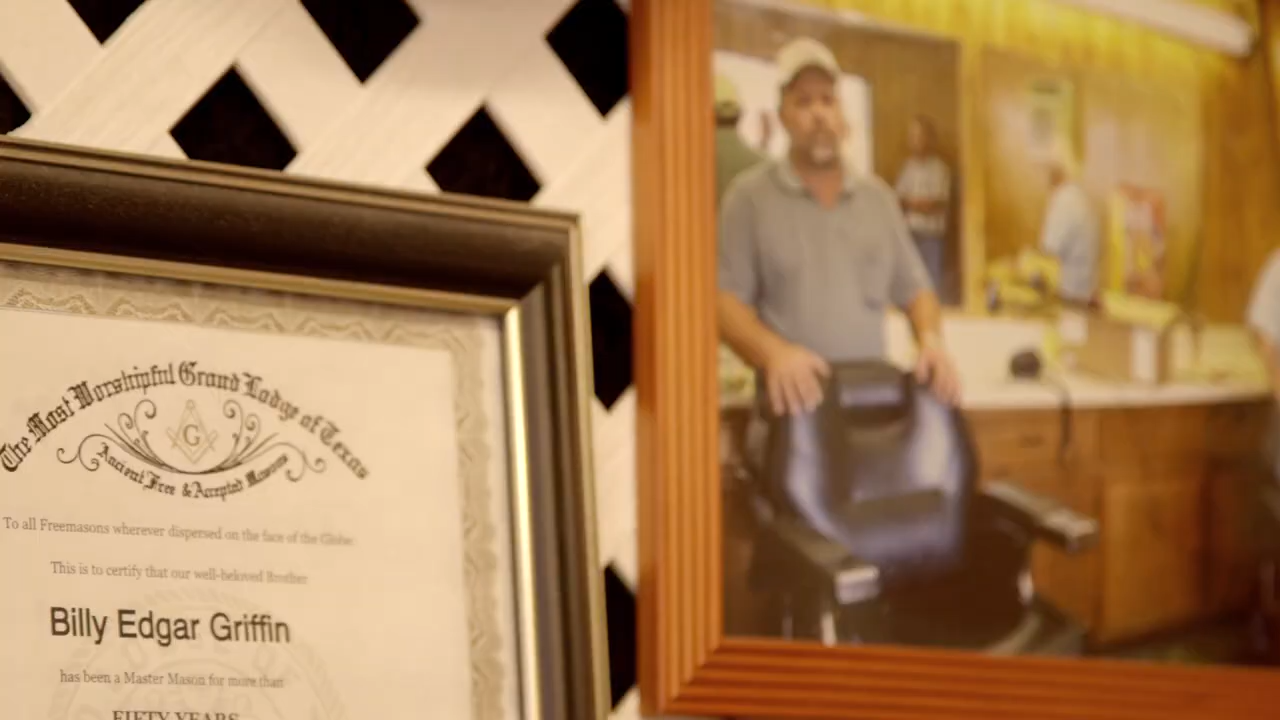 The Most Worshipful Grand Lodge of Texas
G
Ancient Free & Accepted Masons
To all Freemasons wherever dispersed on the face of the Globe:
This is to certify that our well-beloved Brother
Billy Edgar Griffin
has been a Master Mason for more than
FIFTY YEARS